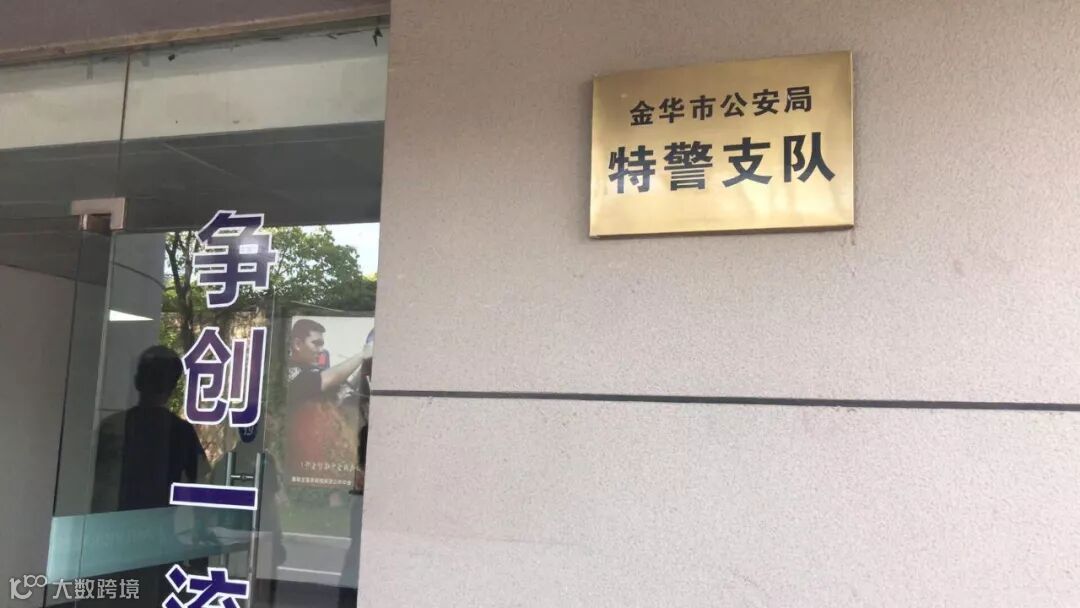 金华市公安局
特警支队
争创一流
大数跨境